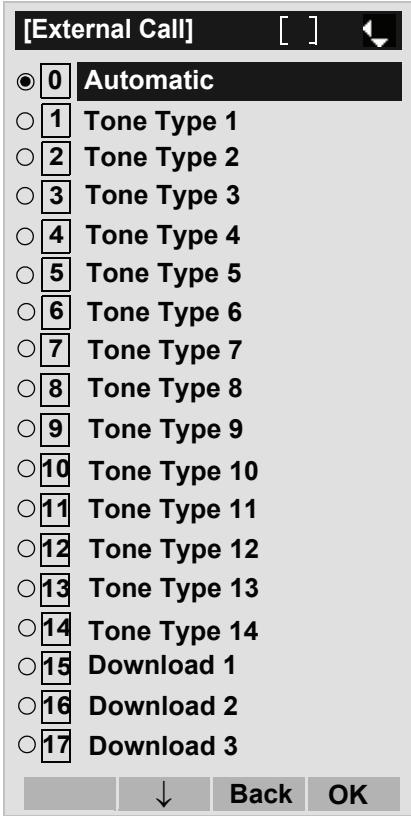 [External Call] [ ]
0 Automatic
1 Tone Type 1
2 Tone Type 2
3 Tone Type 3
4 Tone Type 4
5 Tone Type 5
6 Tone Type 6
7 Tone Type 7
8 Tone Type 8
9 Tone Type 9
10 Tone Type 10
11 Tone Type 11
12 Tone Type 12
13 Tone Type 13
14 Tone Type 14
15 Download 1
16 Download 2
17 Download 3
↓ Back OK